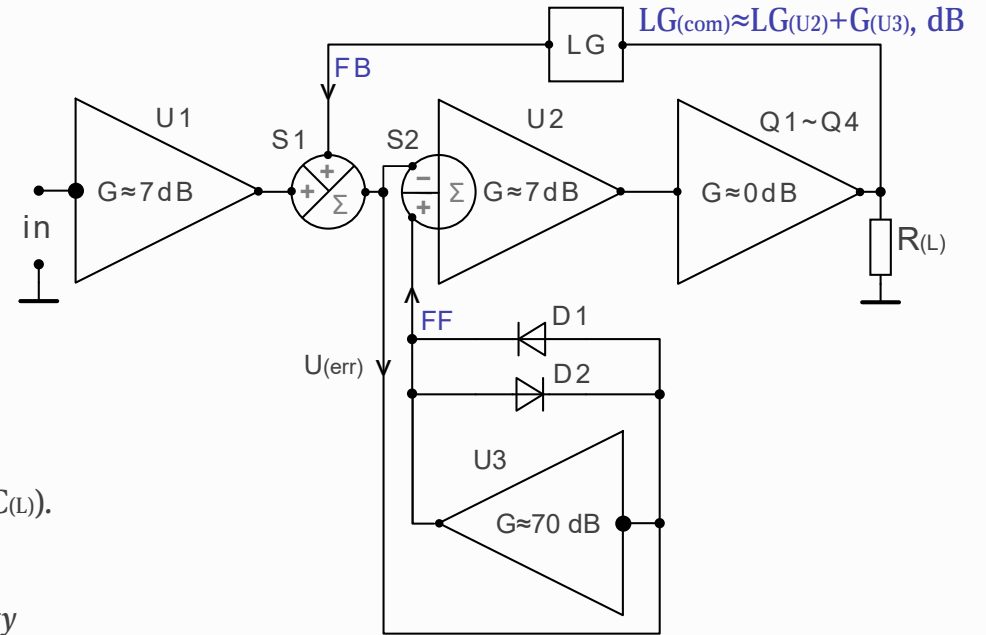 LG(com)≈LG(U2)+G(U3), dB
LG
FB
U1
S1
S2
U2
Q1~Q4
+
+
Σ
−
+
Σ
G≈7dB
G≈7dB
G≈0dB
in
R(L)
FF
D1
U(err)
D2
U3
G≈70 dB
C(L)).